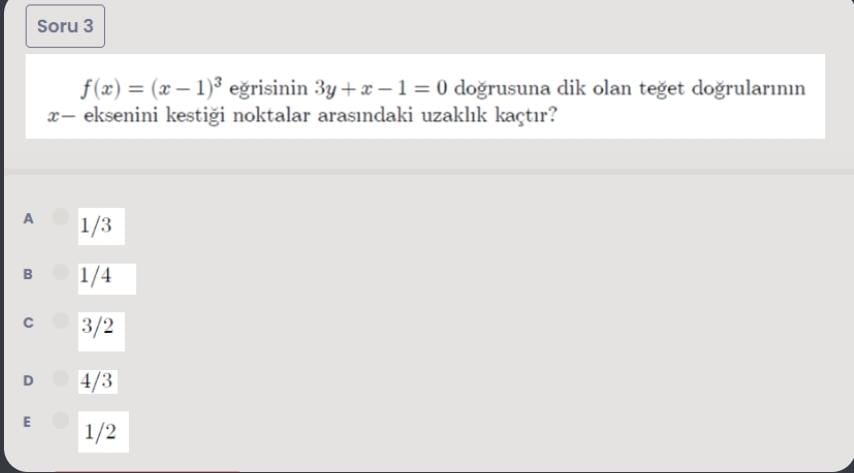 Soru 3
f(x) = (x − 1)³ eğrisinin 3y + x − 1 = 0 doğrusuna dik olan teğet doğrularının
x− eksenini kestiği noktalar arasındaki uzaklık kaçtır?
A 1/3
B 1/4
C 3/2
D 4/3
E 1/2